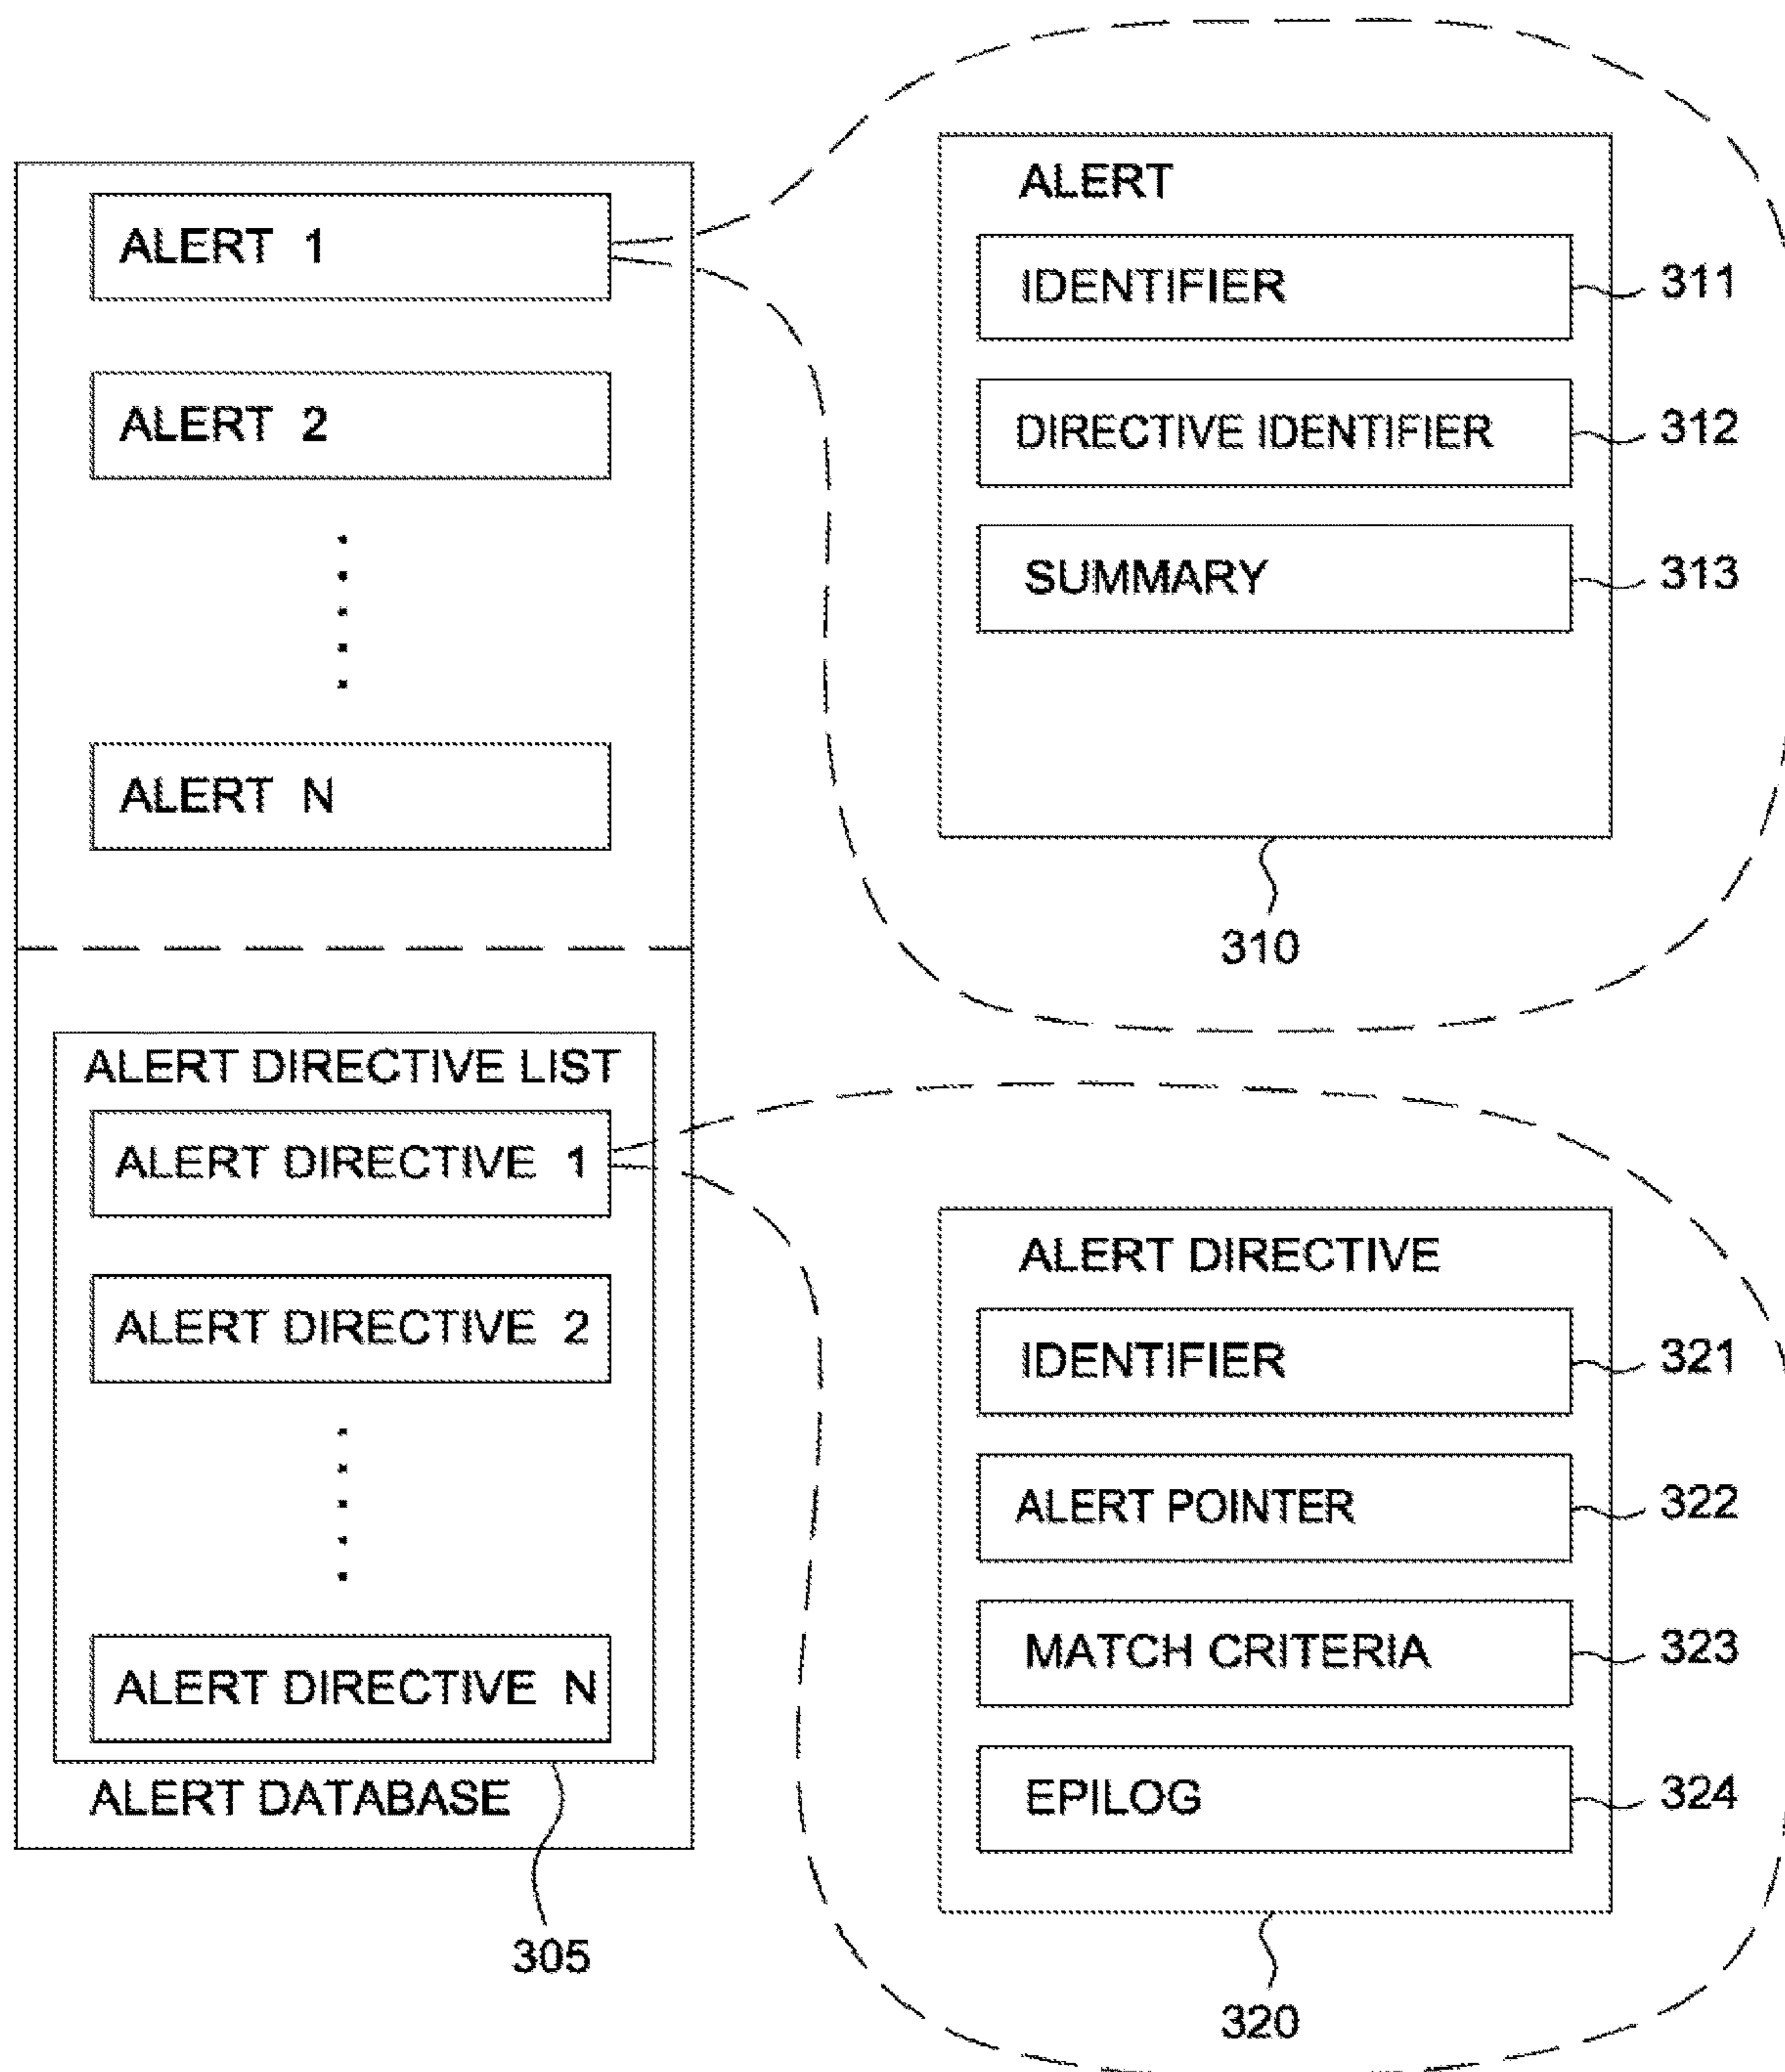 ALERT 1
ALERT 2
ALERT N
ALERT DIRECTIVE LIST
ALERT DIRECTIVE 1
ALERT DIRECTIVE 2
ALERT DIRECTIVE N
ALERT DATABASE
305
ALERT
IDENTIFIER
311
DIRECTIVE IDENTIFIER
312
SUMMARY
313
310
ALERT DIRECTIVE
IDENTIFIER
321
ALERT POINTER
322
MATCH CRITERIA
323
EPILOG
324
320